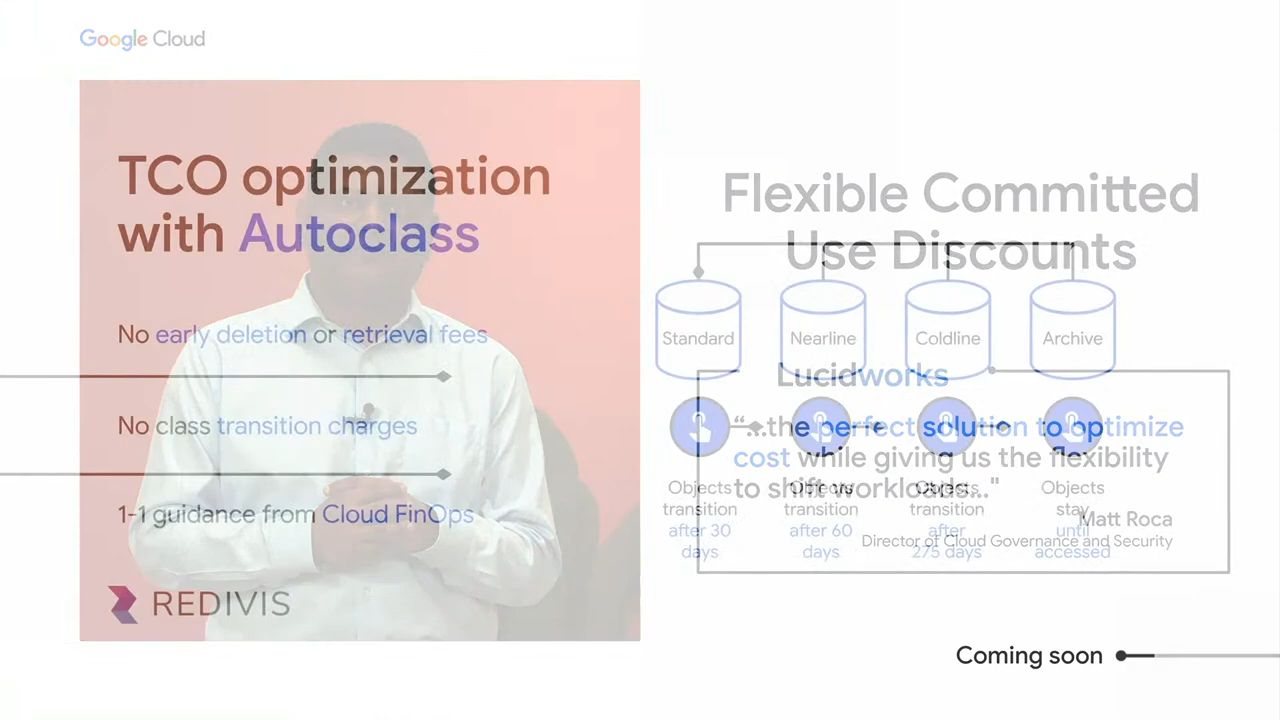 Google Cloud
TCO optimization
with Autoclass
No early deletion or retrieval fees
No class transition charges
1-1 guidance from Cloud FinOps
REDIVIS
Flexible Committed
Use Discounts
Standard
Nearline
Coldline
Archive
Lucidworks
“...the perfect solution to optimize
cost while giving us the flexibility
to shift workloads..."
Matt Roca
Director of Cloud Governance and Security
Objects
transition
after 30
days
Objects
transition
after 60
days
Objects
transition
after
275 days
Objects
stay
until
accessed
Coming soon